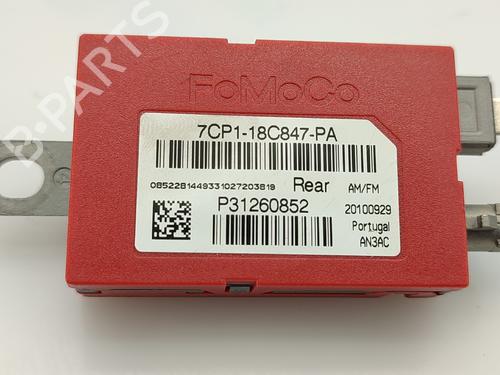 B-PARTS
FoMoCo
7CP1-18C847-PA
0852281449331027203819 Rear AM/FM
P31260852 20100929
Portugal
AN3AC